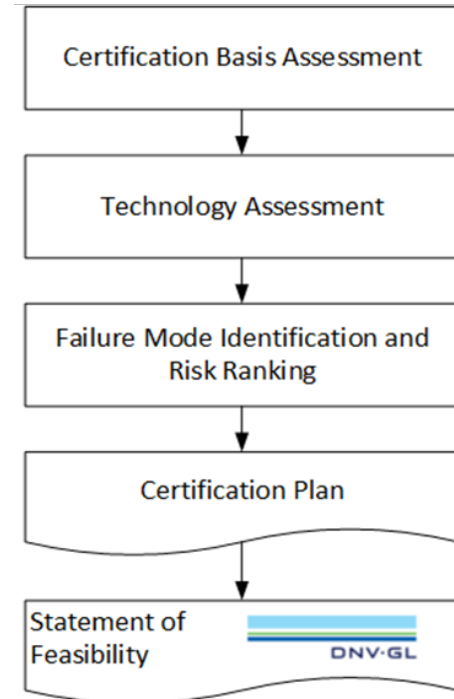 Certification Basis Assessment
Technology Assessment
Failure Mode Identification and
Risk Ranking
Certification Plan
Statement of
Feasibility
DNV·GL